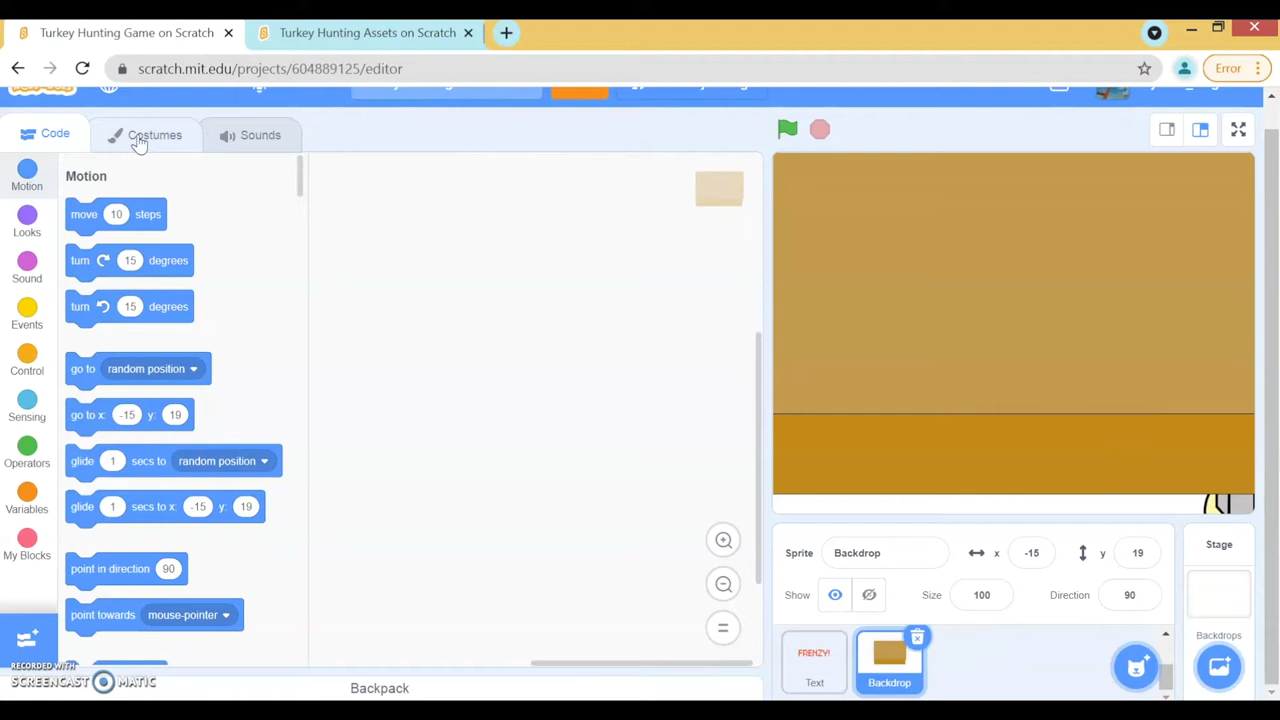 Turkey Hunting Game on Scratch
Turkey Hunting Assets on Scratch
scratch.mit.edu/projects/604889125/editor
Error
Code
Costumes
Sounds
Motion
Looks
Sound
Events
Control
Sensing
Operators
Variables
My Blocks
Motion
move 10 steps
turn 15 degrees
turn 15 degrees
go to random position
go to x: -15 y: 19
glide 1 secs to random position
glide 1 secs to x: -15 y: 19
point in direction 90
point towards mouse-pointer
Backpack
Sprite Backdrop x -15 y 19
Show Size 100 Direction 90
FRENZY!
Text
Backdrop
Stage
Backdrops
RECORDED WITH
SCREENCAST MATIC